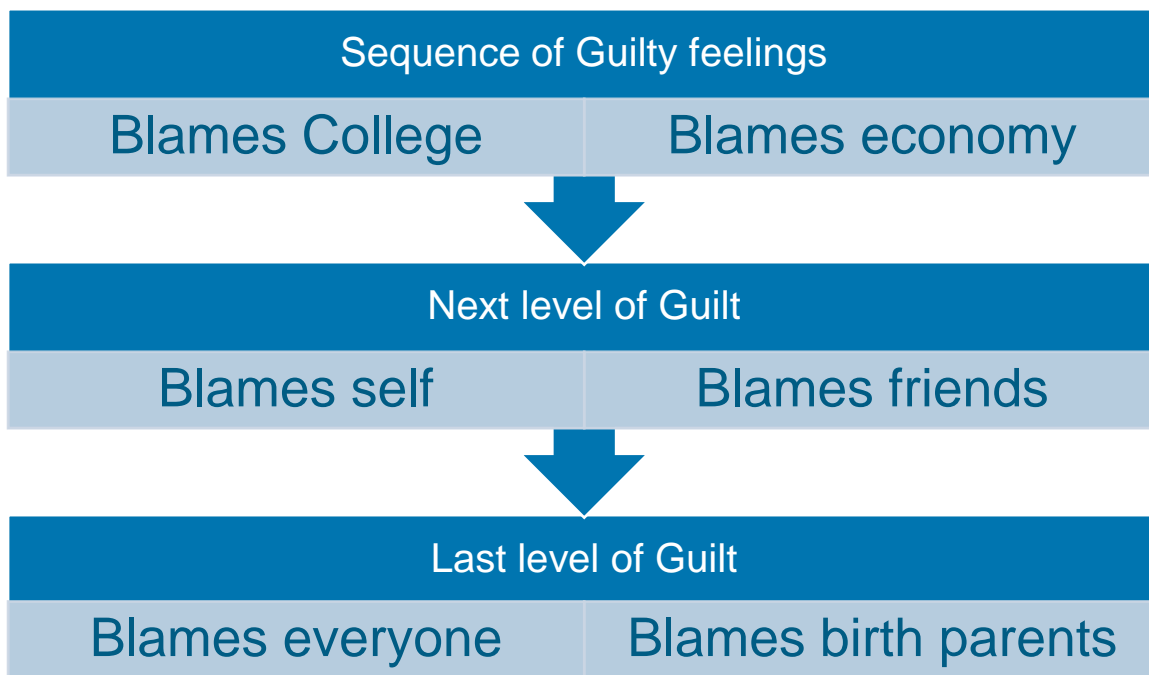 Sequence of Guilty feelings
Blames College
Blames economy
Next level of Guilt
Blames self
Blames friends
Last level of Guilt
Blames everyone
Blames birth parents